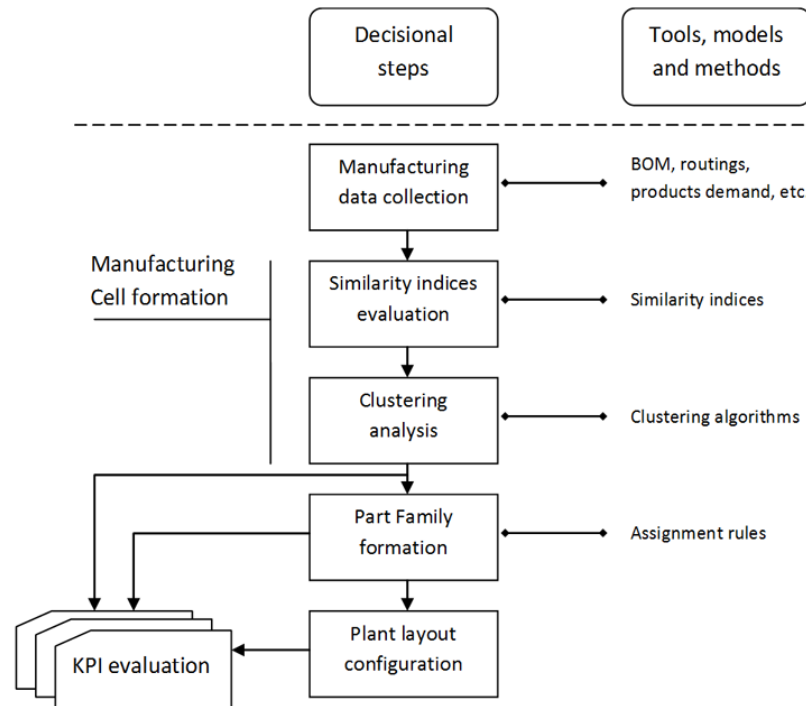 Decisional
steps
Tools, models
and methods
Manufacturing
data collection
BOM, routings,
products demand, etc
Manufacturing
Cell formation
Similarity indices
evaluation
Similarity indices
Clustering
analysis
Clustering algorithms
Part Family
formation
Assignment rules
Plant layout
configuration
KPI evaluation